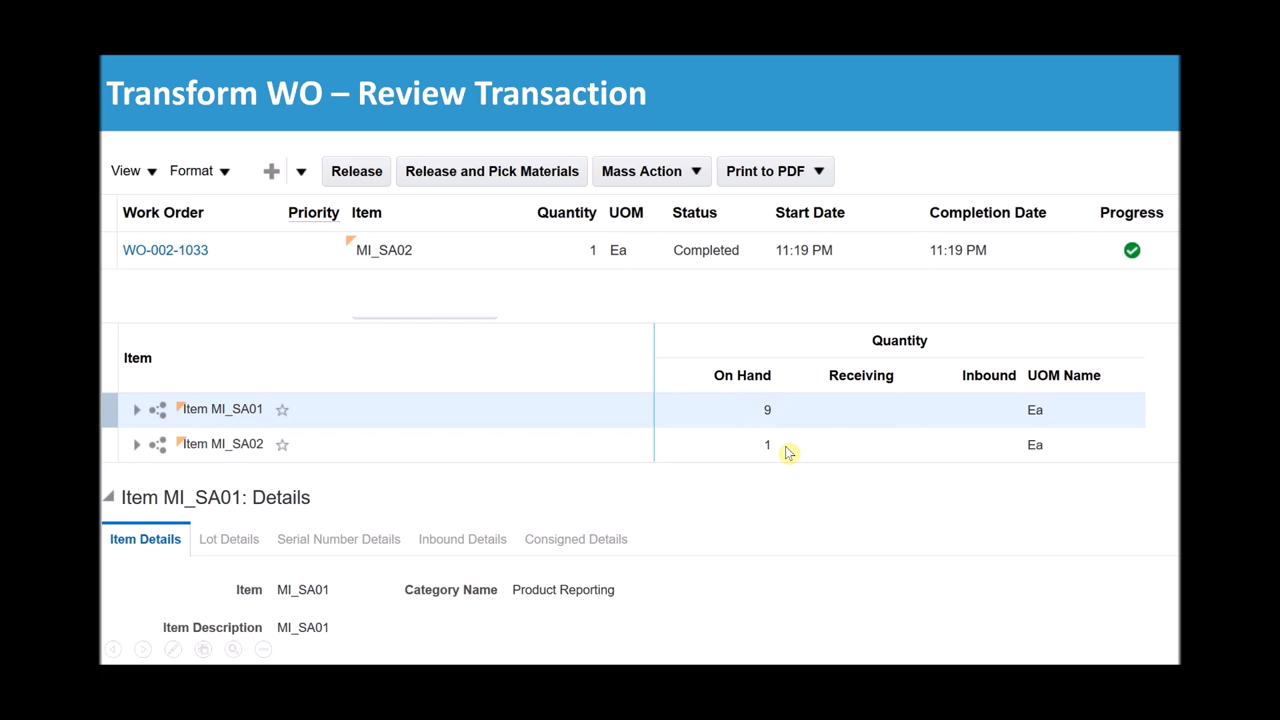 Transform WO – Review Transaction
View Format Release Release and Pick Materials Mass Action Print to PDF
Work Order Priority Item Quantity UOM Status Start Date Completion Date Progress
WO-002-1033 MI_SA02 1 Ea Completed 11:19 PM 11:19 PM
Quantity
Item
On Hand Receiving Inbound UOM Name
Item MI_SA01 9 Ea
Item MI_SA02 1 Ea
Item MI_SA01: Details
Item Details Lot Details Serial Number Details Inbound Details Consigned Details
Item MI_SA01 Category Name Product Reporting
Item Description MI_SA01